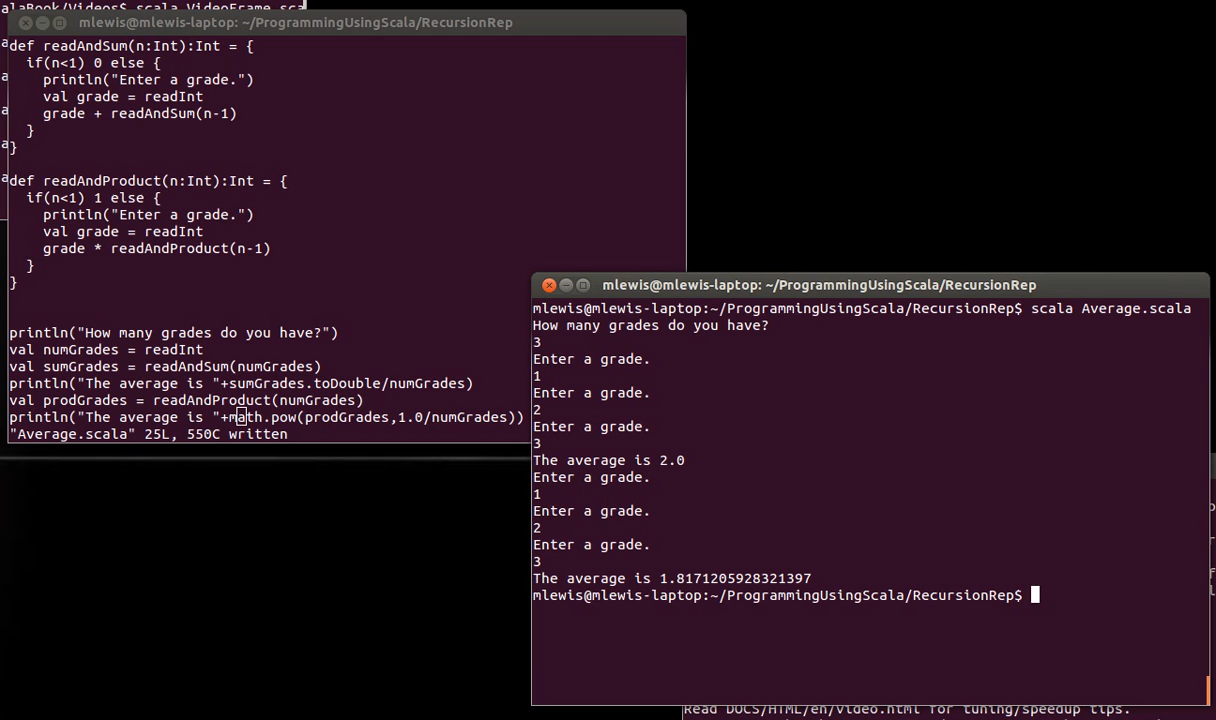 alaBook/Videos$ scala VideoFrame.sca
mlewis@mlewis-laptop: ~/ProgrammingUsingScala/RecursionRep
def readAndSum(n:Int):Int = {
  if(n<1) 0 else {
    println("Enter a grade.")
    val grade = readInt
    grade + readAndSum(n-1)
  }
}
def readAndProduct(n:Int):Int = {
  if(n<1) 1 else {
    println("Enter a grade.")
    val grade = readInt
    grade * readAndProduct(n-1)
  }
}
println("How many grades do you have?")
val numGrades = readInt
val sumGrades = readAndSum(numGrades)
println("The average is "+sumGrades.toDouble/numGrades)
val prodGrades = readAndProduct(numGrades)
println("The average is "+math.pow(prodGrades,1.0/numGrades))
"Average.scala" 25L, 550C written
mlewis@mlewis-laptop: ~/ProgrammingUsingScala/RecursionRep
mlewis@mlewis-laptop:~/ProgrammingUsingScala/RecursionRep$ scala Average.scala
How many grades do you have?
3
Enter a grade.
1
Enter a grade.
2
Enter a grade.
3
The average is 2.0
Enter a grade.
1
Enter a grade.
2
Enter a grade.
3
The average is 1.8171205928321397
mlewis@mlewis-laptop:~/ProgrammingUsingScala/RecursionRep$
Read DOCS/HTML/en/video.html for tuning/speedup tips.